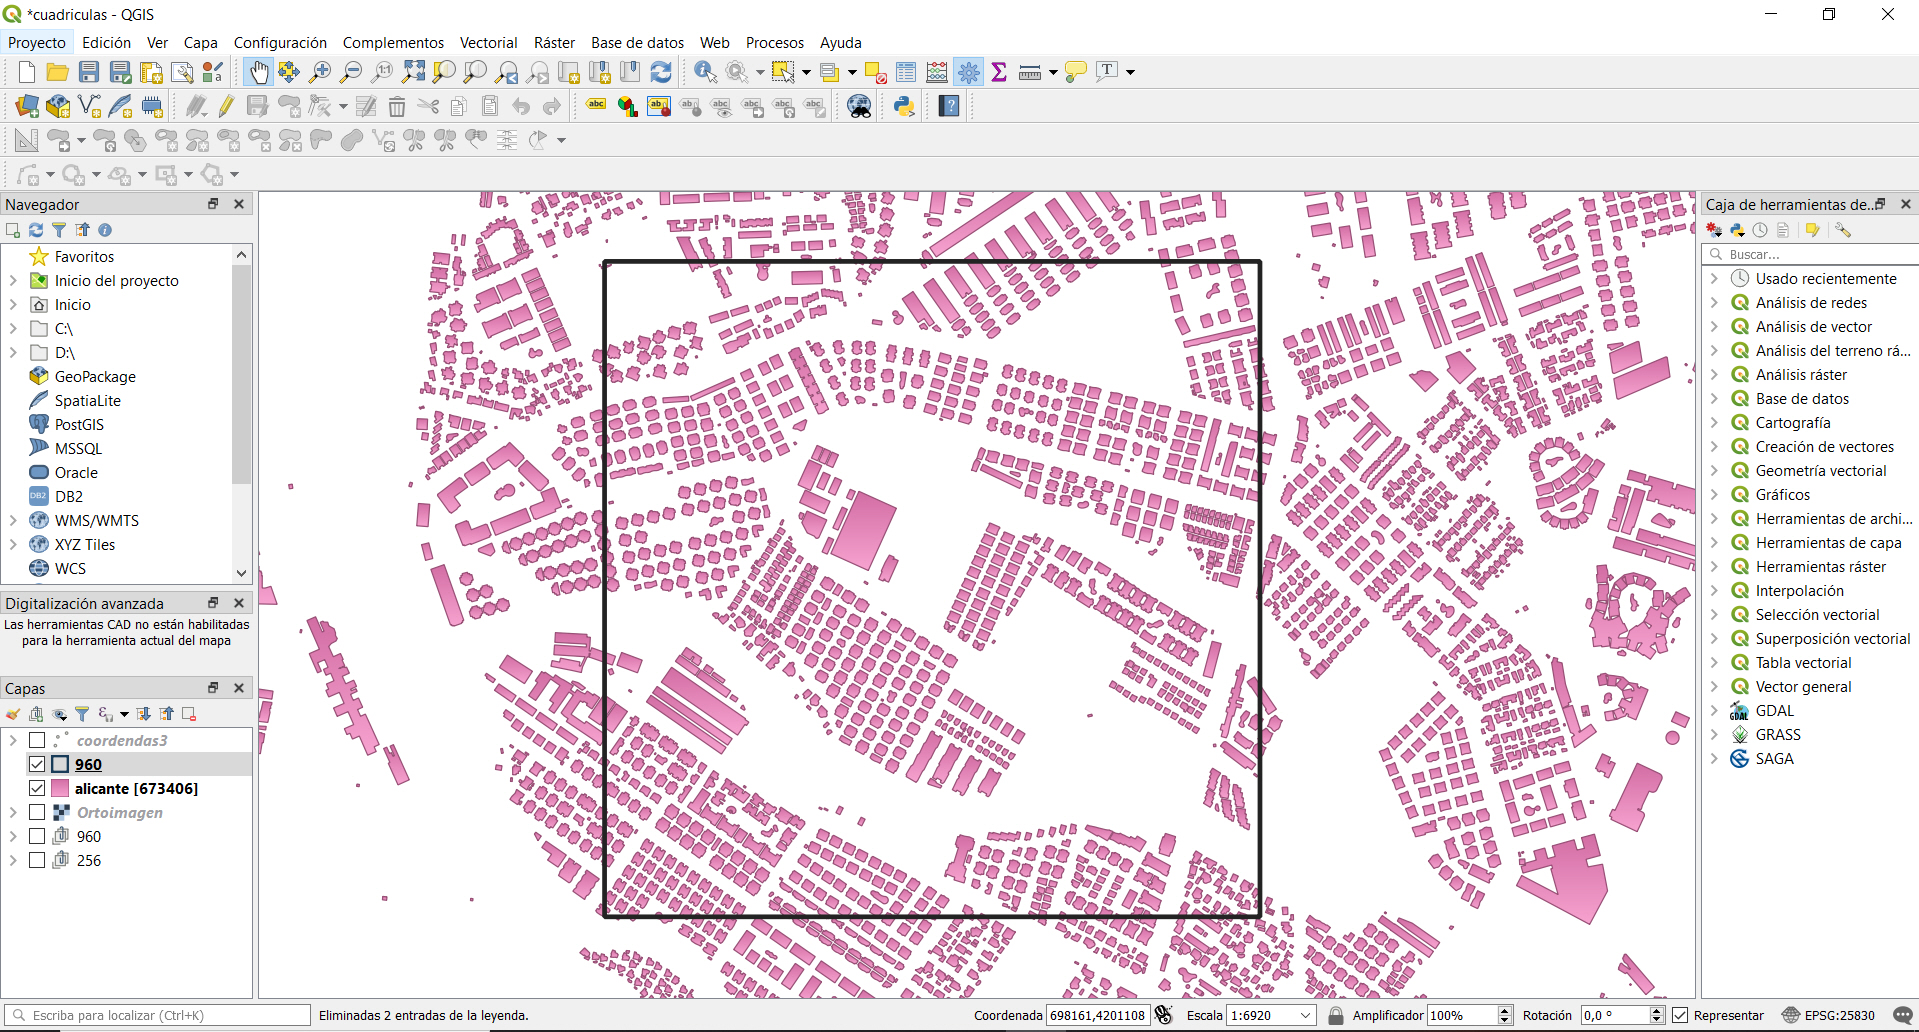 *cuadriculas - QGIS
Proyecto Edición Ver Capa Configuración Complementos Vectorial Ráster Base de datos Web Procesos Ayuda
Navegador
Favoritos
Inicio del proyecto
Inicio
C:\
D:\
GeoPackage
SpatiaLite
PostGIS
MSSQL
Oracle
DB2
WMS/WMTS
XYZ Tiles
WCS
Digitalización avanzada
Las herramientas CAD no están habilitadas
para la herramienta actual del mapa
Capas
coordendas3
960
alicante [673406]
Ortoimagen
960
256
Caja de herramientas de...
Buscar...
Usado recientemente
Análisis de redes
Análisis de vector
Análisis del terreno rá...
Análisis ráster
Base de datos
Cartografía
Creación de vectores
Geometría vectorial
Gráficos
Herramientas de archi...
Herramientas de capa
Herramientas ráster
Interpolación
Selección vectorial
Superposición vectorial
Tabla vectorial
Vector general
GDAL
GRASS
SAGA
Escriba para localizar (Ctrl+K) Eliminadas 2 entradas de la leyenda. Coordenada 698161,4201108 Escala 1:6920 Amplificador 100% Rotación 0,0 ° Representar EPSG:25830